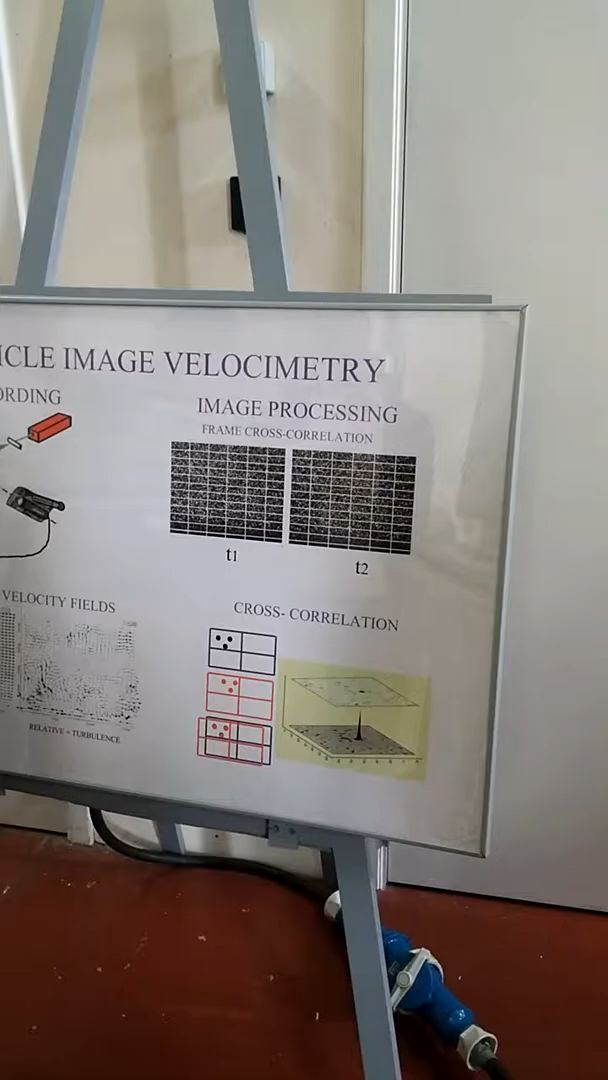 ICLE IMAGE VELOCIMETRY
ORDING
IMAGE PROCESSING
FRAME CROSS-CORRELATION
t1
t2
VELOCITY FIELDS
CROSS- CORRELATION
RELATIVE + TURBULENCE